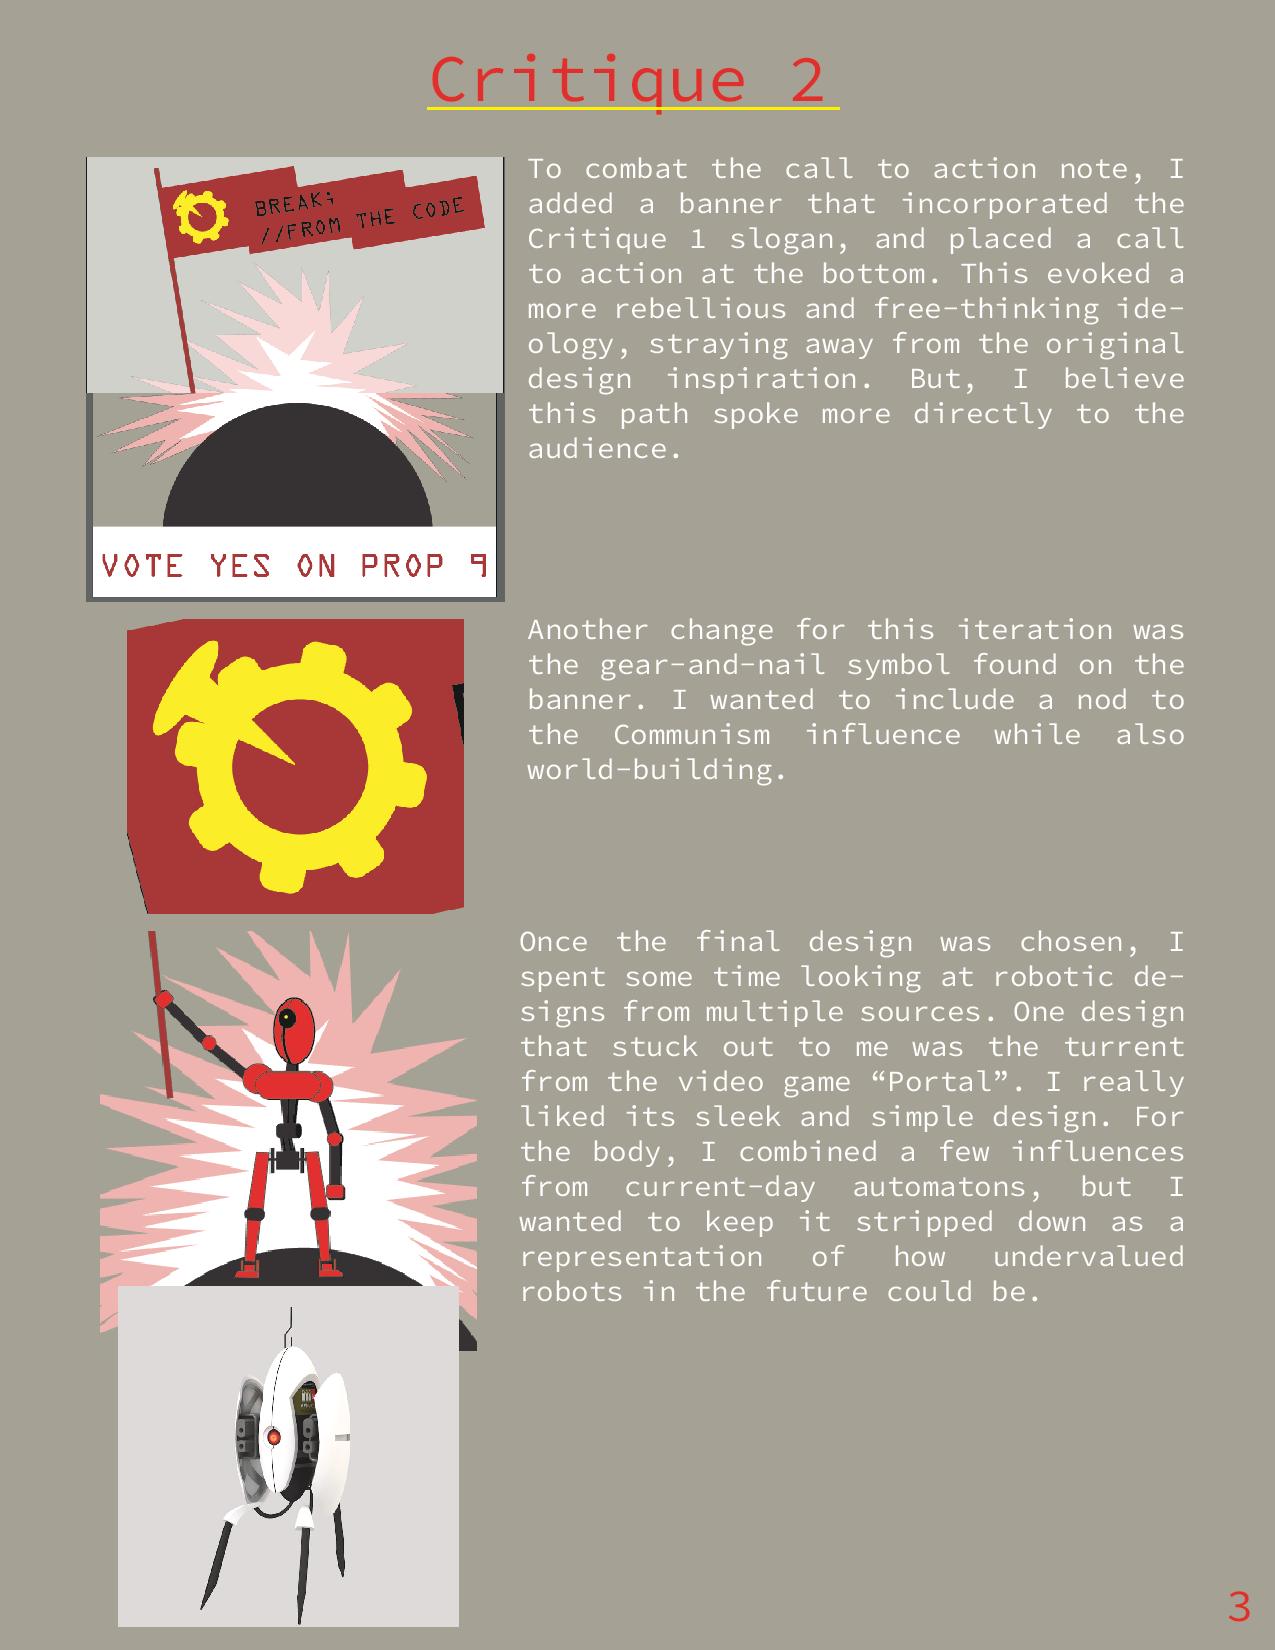 Critique 2
BREAK;
//FROM THE CODE
VOTE YES ON PROP 9
To combat the call to action note, I
added a banner that incorporated the
Critique 1 slogan, and placed a call
to action at the bottom. This evoked a
more rebellious and free-thinking ide-
ology, straying away from the original
design inspiration. But, I believe
this path spoke more directly to the
audience.
Another change for this iteration was
the gear-and-nail symbol found on the
banner. I wanted to include a nod to
the Communism influence while also
world-building.
Once the final design was chosen, I
spent some time looking at robotic de-
signs from multiple sources. One design
that stuck out to me was the turrent
from the video game “Portal”. I really
liked its sleek and simple design. For
the body, I combined a few influences
from current-day automatons, but I
wanted to keep it stripped down as a
representation of how undervalued
robots in the future could be.
3